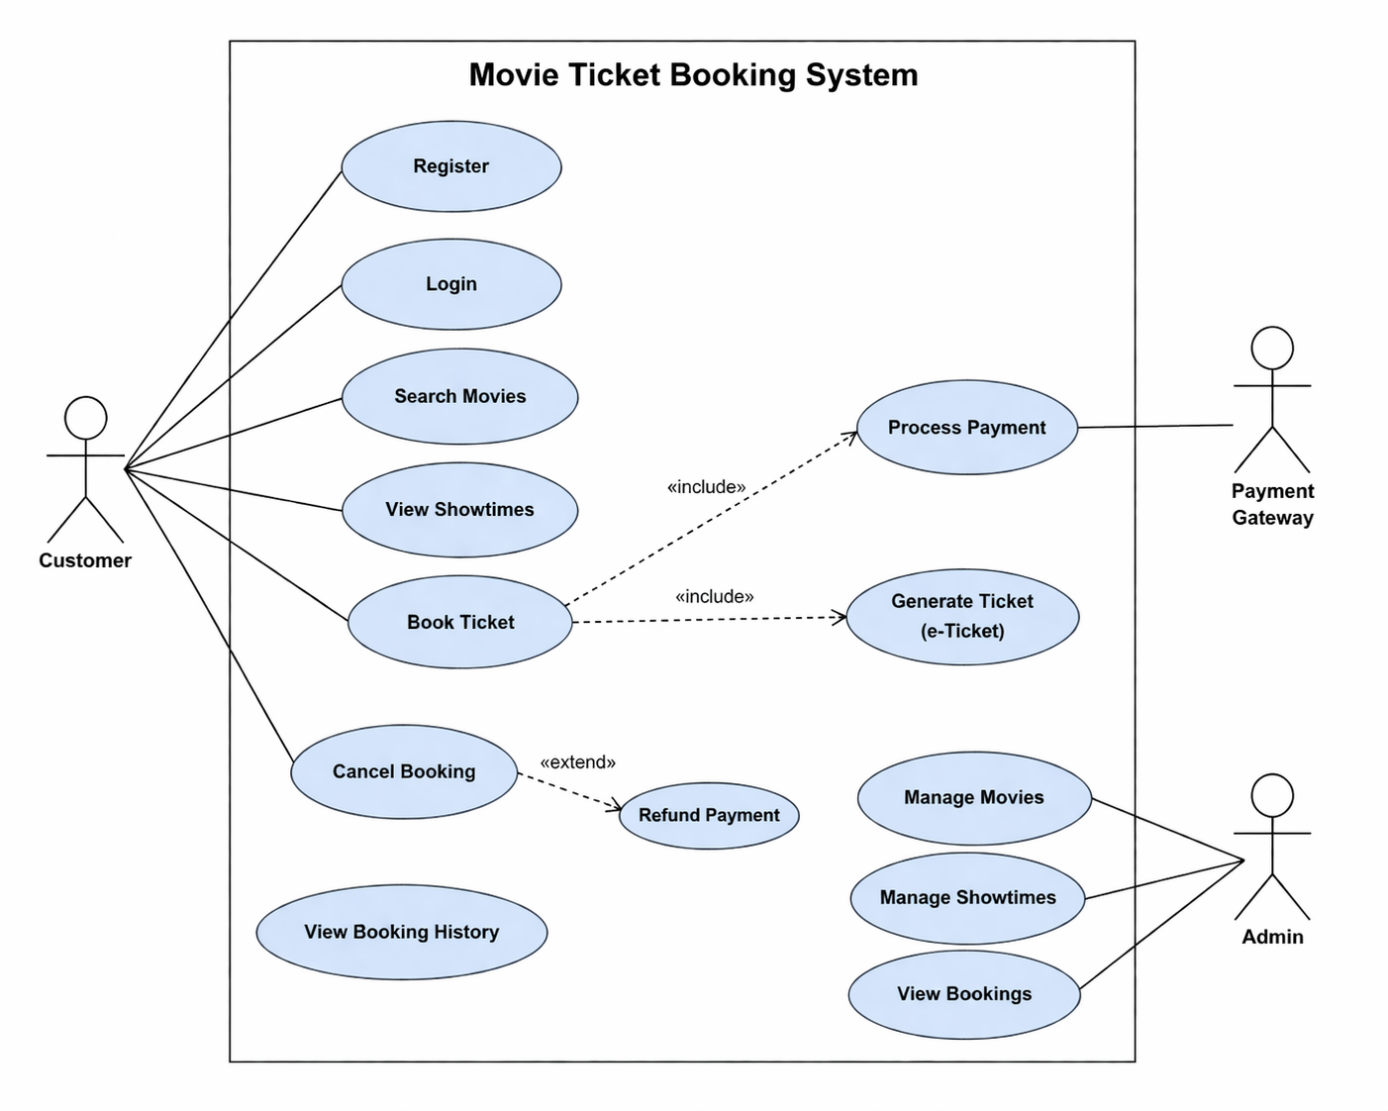 Movie Ticket Booking System
Register
Login
Search Movies
View Showtimes
Book Ticket
Cancel Booking
View Booking History
«include»
«include»
«extend»
Process Payment
Generate Ticket
(e-Ticket)
Refund Payment
Manage Movies
Manage Showtimes
View Bookings
Customer
Payment
Gateway
Admin